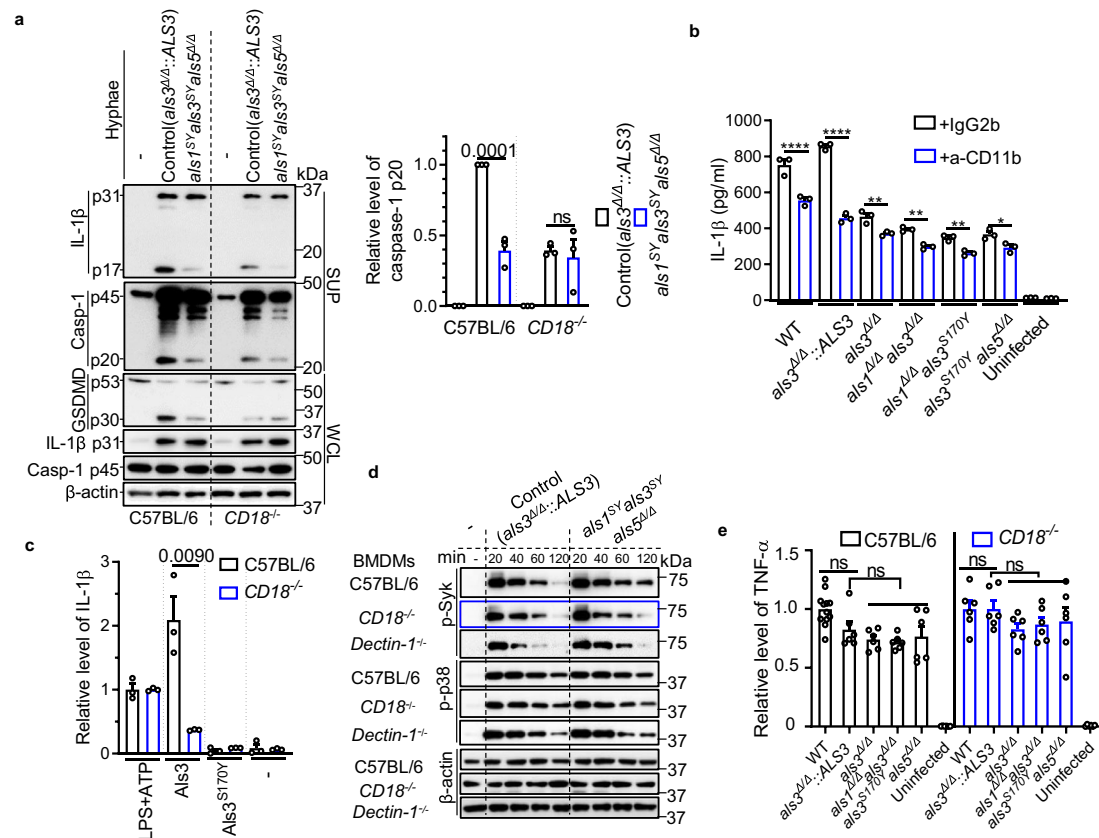 a
Hyphae
-
Control(als3Δ/Δ::ALS3)
als1SYals3SYals5Δ/Δ
-
Control(als3Δ/Δ::ALS3)
als1SYals3SYals5Δ/Δ
kDa
IL-1β
p31
p17
37
20
50
Casp-1
p45
p20
20
SUP
GSDMD
p53
p30
50
37
37
IL-1β p31
Casp-1 p45
50
β-actin
37
WCL
C57BL/6
CD18-/-
Relative level of
caspase-1 p20
1.0
0.5
0.0
0.0001
ns
C57BL/6
CD18-/-
Control(als3Δ/Δ::ALS3)
als1SYals3SYals5Δ/Δ
b
IL-1β (pg/ml)
1000
800
600
400
200
0
+IgG2b
+a-CD11b
****
****
**
**
**
*
WT
als3Δ/Δ::ALS3
als3Δ/Δ
als1Δ/Δ als3Δ/Δ
als1Δ/Δ als3S170Y
als3S170Y als5Δ/Δ
Uninfected
c
Relative level of IL-1β
3
2
1
0
0.0090
C57BL/6
CD18-/-
LPS+ATP
Als3
Als3S170Y
-
d
-
Control
(als3Δ/Δ::ALS3)
als1SYals3SY
als5Δ/Δ
BMDMs
min
- 20 40 60 120 20 40 60 120 kDa
p-Syk
C57BL/6
75
CD18-/-
75
Dectin-1-/-
75
p-p38
C57BL/6
37
CD18-/-
37
Dectin-1-/-
37
β-actin
C57BL/6
37
CD18-/-
37
Dectin-1-/-
37
e
Relative level of TNF-α
1.5
1.0
0.5
0
C57BL/6
CD18-/-
ns
ns
ns
ns
WT
als3Δ/Δ::ALS3
als3Δ/Δ
als1Δ/Δ als3Δ/Δ
als3S170Y als5Δ/Δ
Uninfected
WT
als3Δ/Δ::ALS3
als3Δ/Δ
als1Δ/Δ als3Δ/Δ
als3S170Y als5Δ/Δ
Uninfected